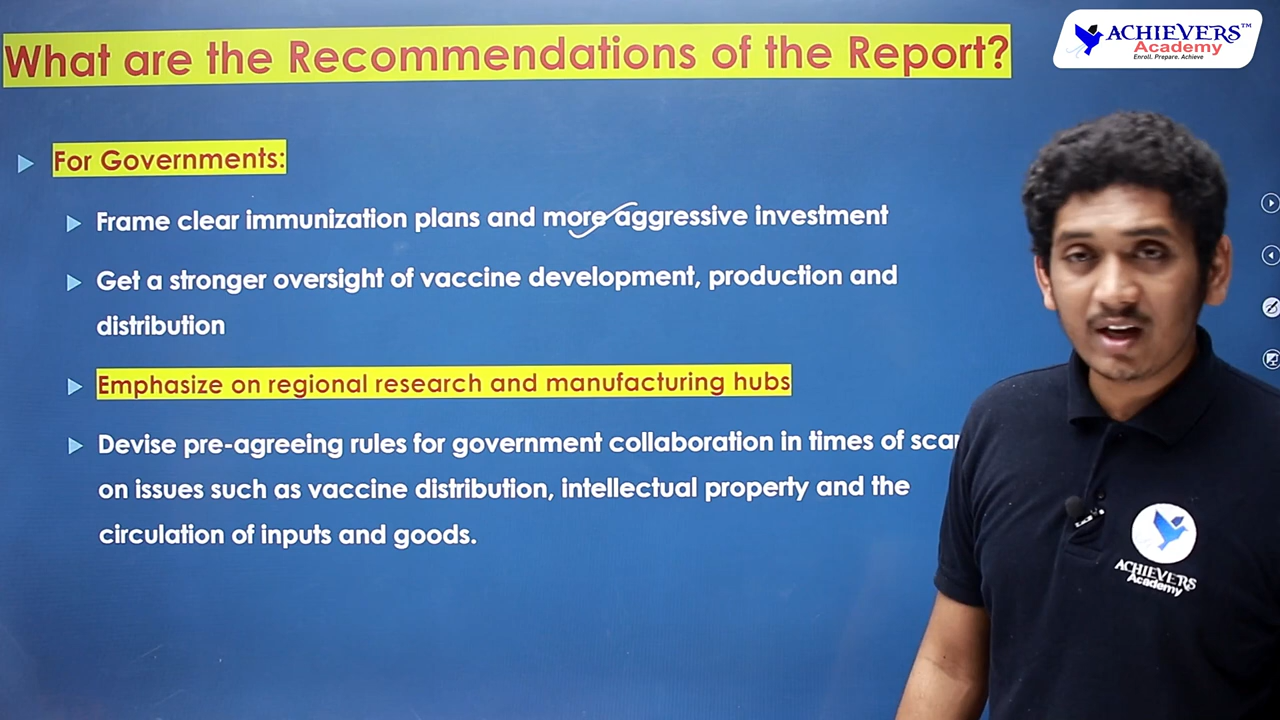 What are the Recommendations of the Report?
ACHIEVERS™
Academy
Enroll. Prepare. Achieve
For Governments:
Frame clear immunization plans and more aggressive investment
Get a stronger oversight of vaccine development, production and
distribution
Emphasize on regional research and manufacturing hubs
Devise pre-agreeing rules for government collaboration in times of
on issues such as vaccine distribution, intellectual property and the
circulation of inputs and goods.
ACHIEVERS
Academy